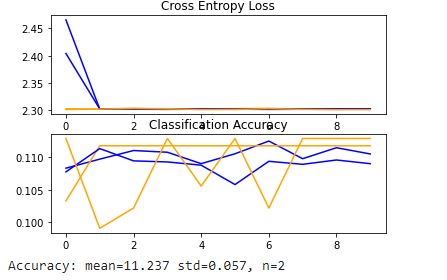 Cross Entropy Loss
2.45
2.40
2.35
2.30
0 2 4 6 8
Classification Accuracy
0.110
0.105
0.100
0 2 4 6 8
Accuracy: mean=11.237 std=0.057, n=2